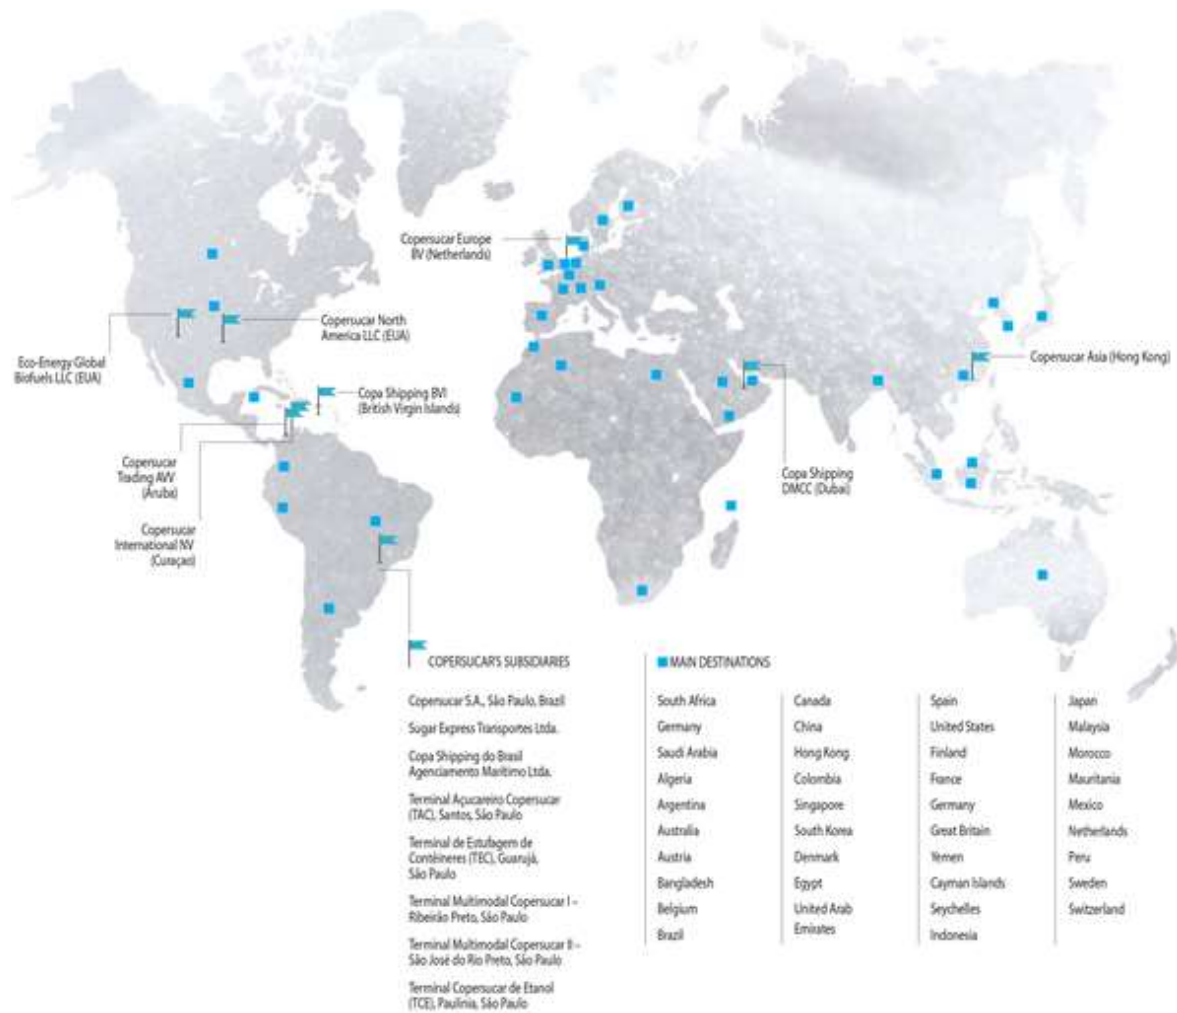 Copersucar Europe
BV (Netherlands)
Copersucar North
America LLC (EUA)
Eco-Energy Global
Biofuels LLC (EUA)
Copa Shipping BVI
(British Virgin Islands)
Copersucar Asia (Hong Kong)
Copersucar
Trading AVV
(Aruba)
Copa Shipping
DMCC (Dubai)
Copersucar
International NV
(Curaçao)
COPERSUCAR'S SUBSIDIARIES
Copersucar S.A., São Paulo, Brazil
Sugar Express Transportes Ltda.
Copa Shipping do Brasil
Agenciamento Marítimo Ltda.
Terminal Açucareiro Copersucar
(TAC), Santos, São Paulo
Terminal de Estufagem de
Contêineres (TEC), Guarujá,
São Paulo
Terminal Multimodal Copersucar I –
Ribeirão Preto, São Paulo
Terminal Multimodal Copersucar II –
São José do Rio Preto, São Paulo
Terminal Copersucar de Etanol
(TCE), Paulínia, São Paulo
MAIN DESTINATIONS
South Africa
Germany
Saudi Arabia
Algeria
Argentina
Australia
Austria
Bangladesh
Belgium
Brazil
Canada
China
Hong Kong
Colombia
Singapore
South Korea
Denmark
Egypt
United Arab
Emirates
Spain
United States
Finland
France
Germany
Great Britain
Yemen
Cayman Islands
Seychelles
Indonesia
Japan
Malaysia
Morocco
Mauritania
Mexico
Netherlands
Peru
Sweden
Switzerland